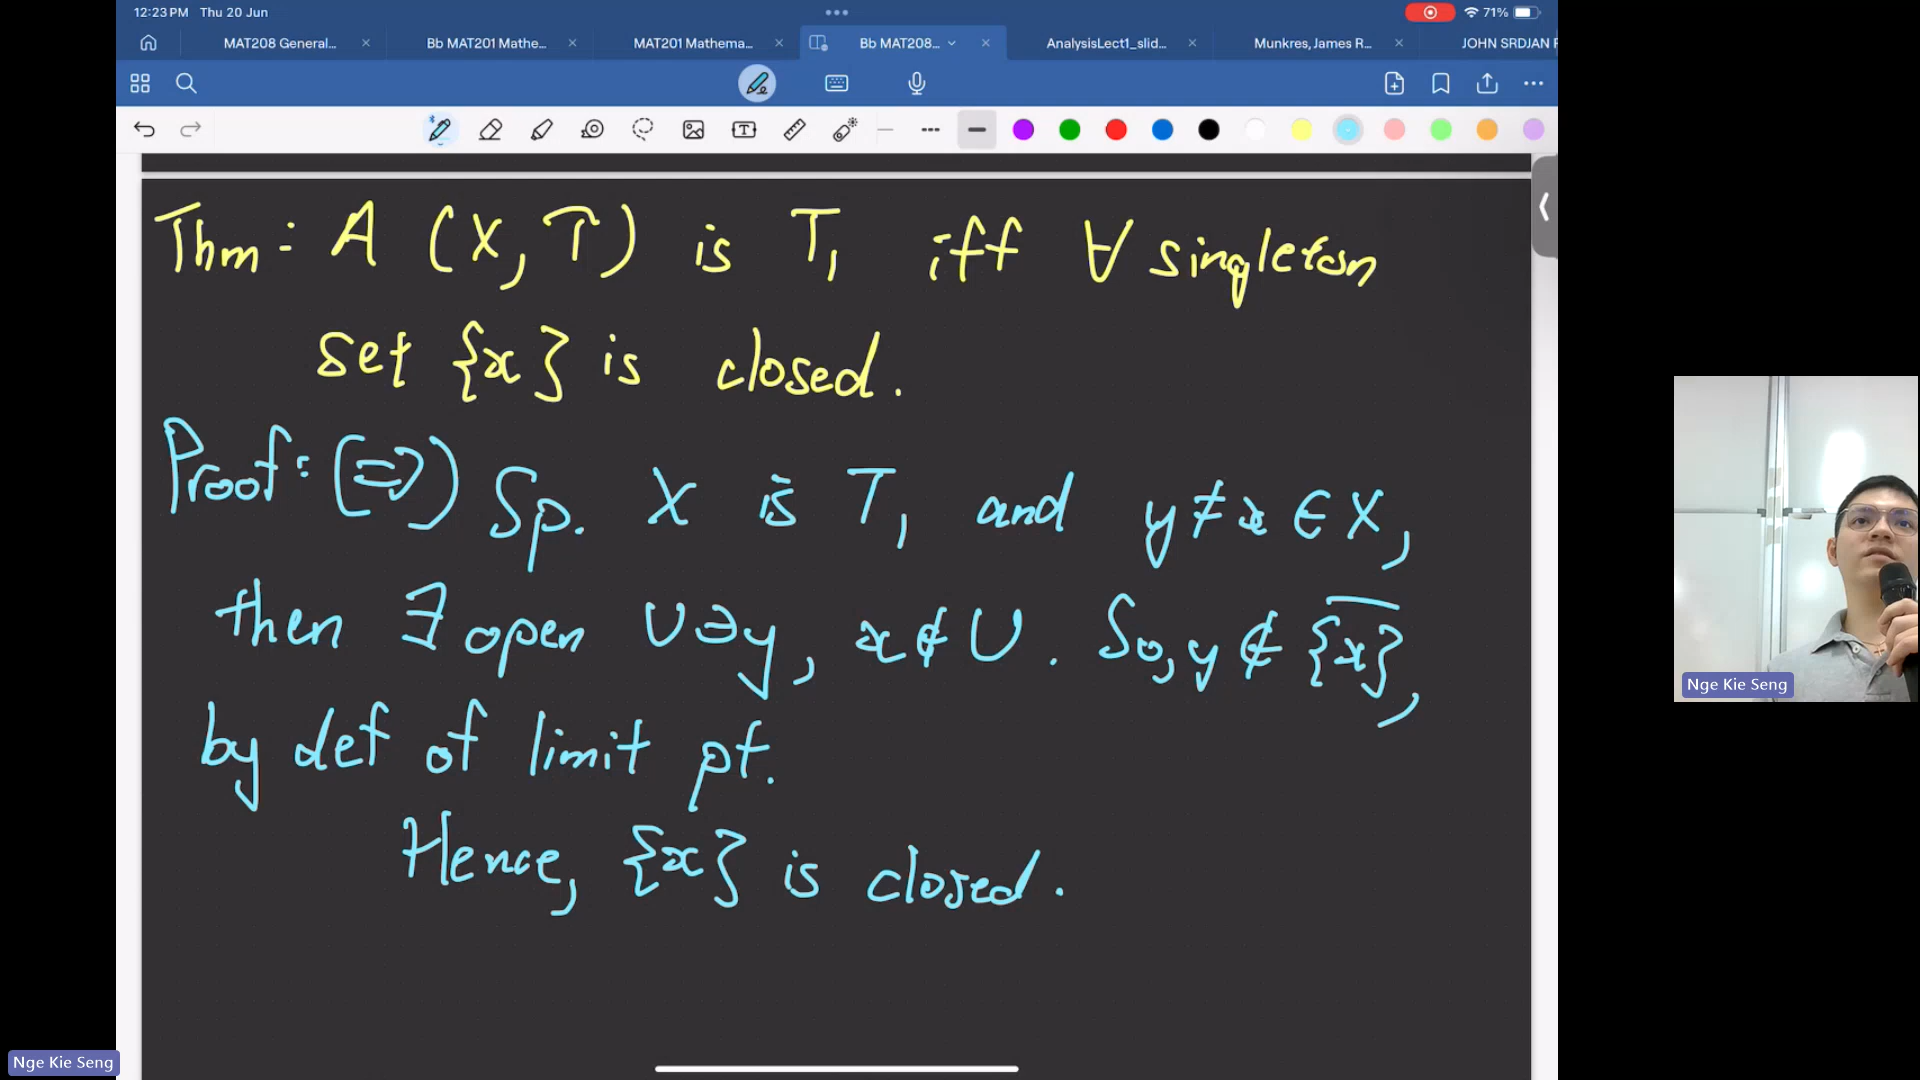 12:23 PM Thu 20 Jun
71%
MAT208 General...
Bb MAT201 Mathe...
MAT201 Mathema...
Bb MAT208...
AnalysisLect1_slid...
Munkres, James R...
JOHN SRDJAN
Thm: A (X, T) is T₁ iff ∀ singleton
set {x} is closed.
Proof: (⇒) Sp. X is T₁ and y ≠ x ∈ X,
then ∃ open U∋y, x∉U. So, y ∉ \overline{{x}},
by def of limit pt.
Hence, {x} is closed.
Nge Kie Seng
Nge Kie Seng